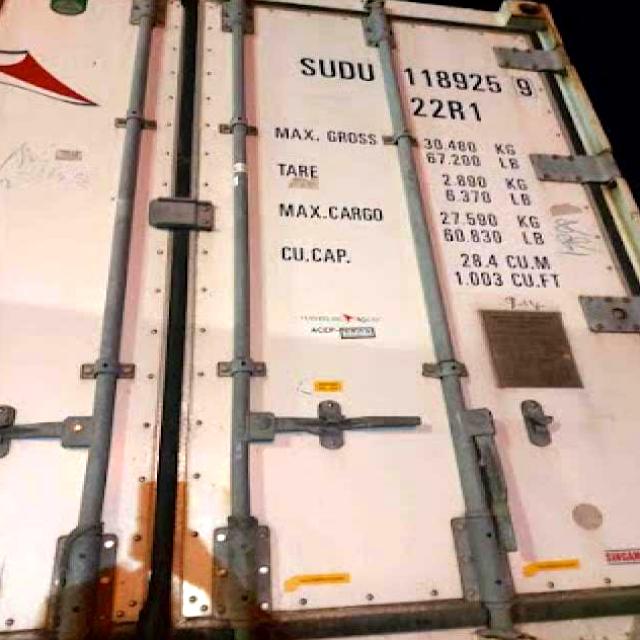 SUDU 118925 9
22R1
MAX. GROSS 30.480 KG
67.200 LB
TARE 2.890 KG
6.370 LB
MAX.CARGO 27.590 KG
60.830 LB
CU.CAP. 28.4 CU.M
1.003 CU.FT